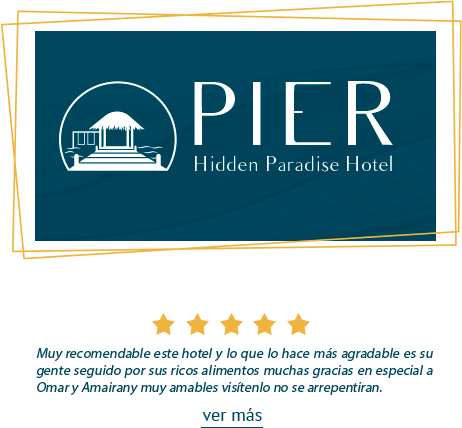 PIER
Hidden Paradise Hotel
Muy recomendable este hotel y lo que lo hace más agradable es su
gente seguido por sus ricos alimentos muchas gracias en especial a
Omar y Amairany muy amables visítenlo no se arrepentiran.
ver más